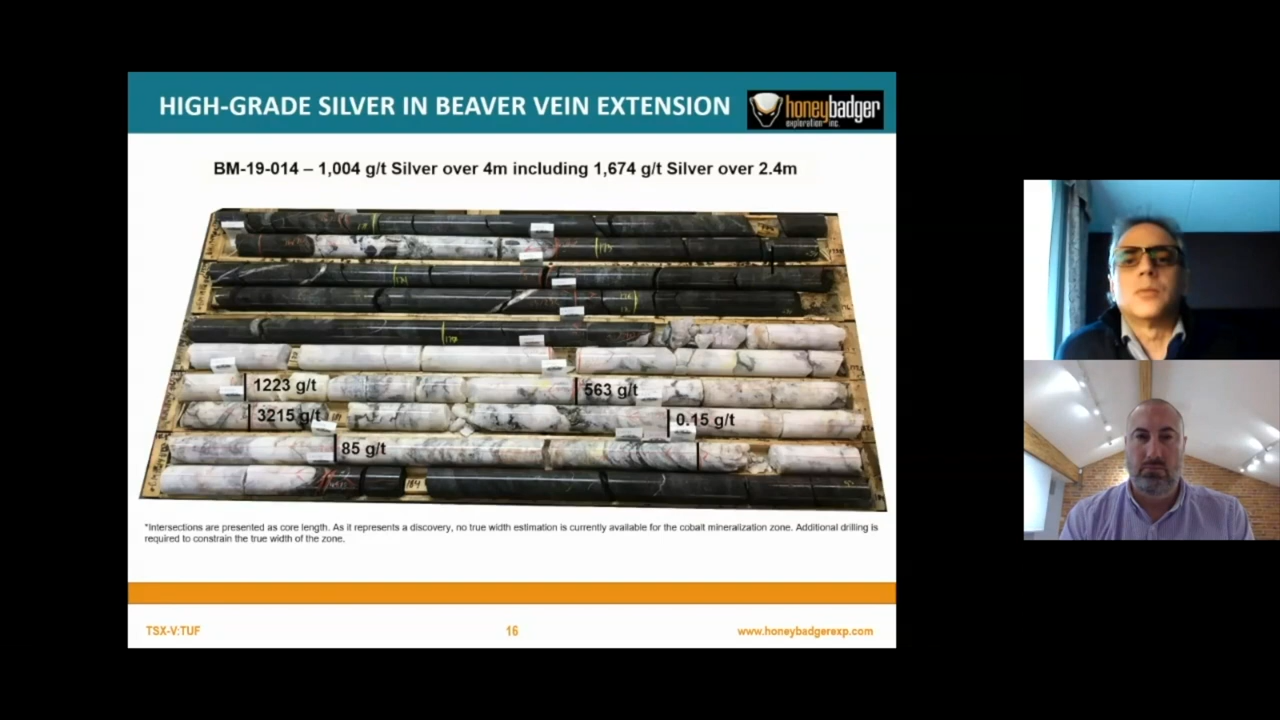 HIGH-GRADE SILVER IN BEAVER VEIN EXTENSION
honeybadger
exploration inc.
BM-19-014 – 1,004 g/t Silver over 4m including 1,674 g/t Silver over 2.4m
1223 g/t
563 g/t
3215 g/t
0.15 g/t
85 g/t
184
*Intersections are presented as core length. As it represents a discovery, no true width estimation is currently available for the cobalt mineralization zone. Additional drilling is
required to constrain the true width of the zone.
TSX-V:TUF
16
www.honeybadgerexp.com